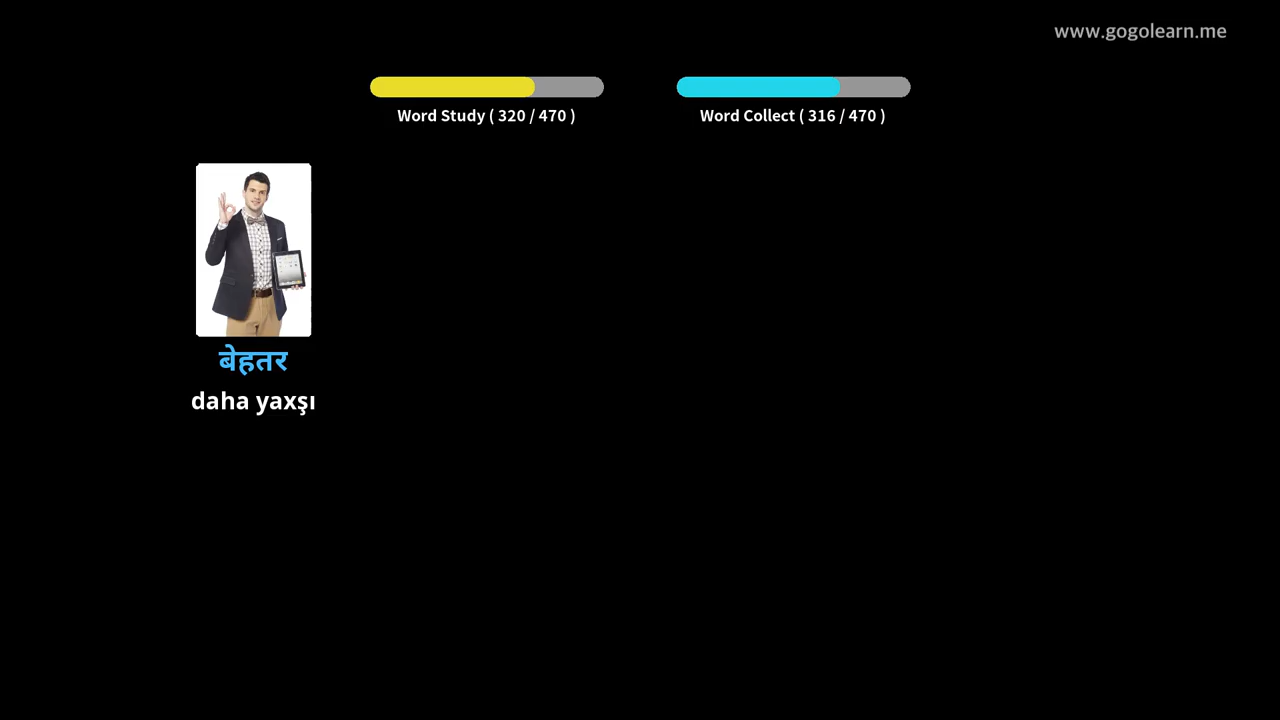 www.gogolearn.me
Word Study ( 320 / 470 )
Word Collect ( 316 / 470 )
बेहतर
daha yaxşı